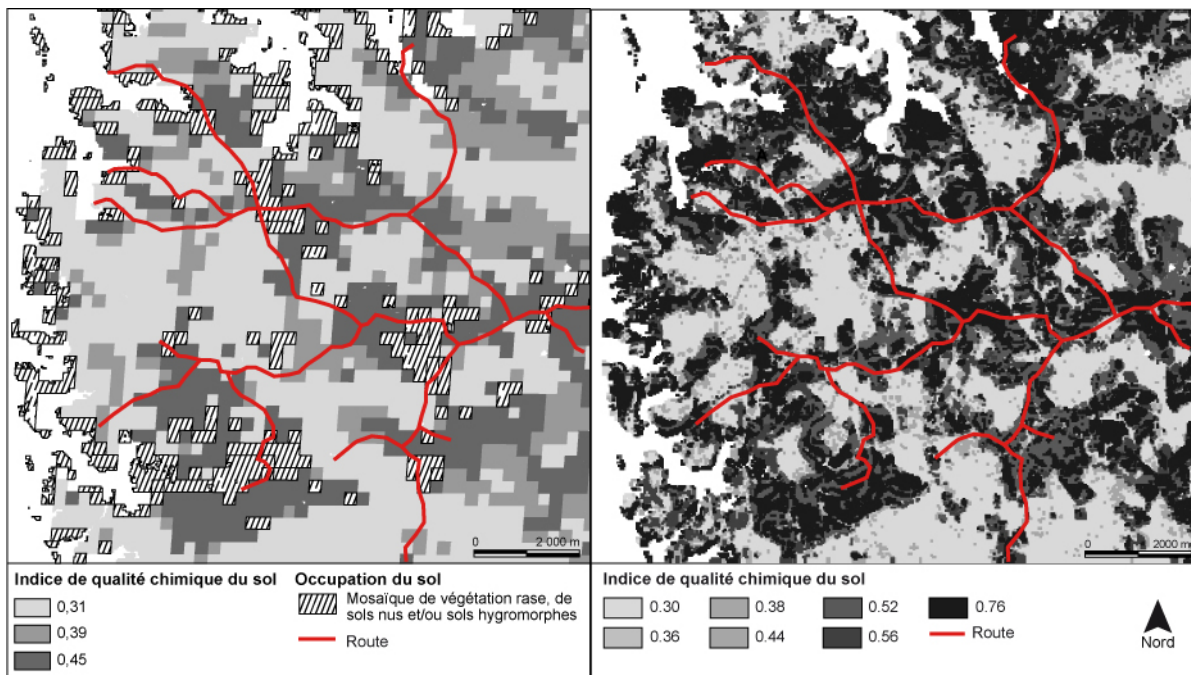 0 2 000 m
Indice de qualité chimique du sol
0,31
0,39
0,45
Occupation du sol
Mosaïque de végétation rase, de
sols nus et/ou sols hygromorphes
Route
0 2000 m
Indice de qualité chimique du sol
0.30 0.38 0.52 0.76
0.36 0.44 0.56 Route
Nord